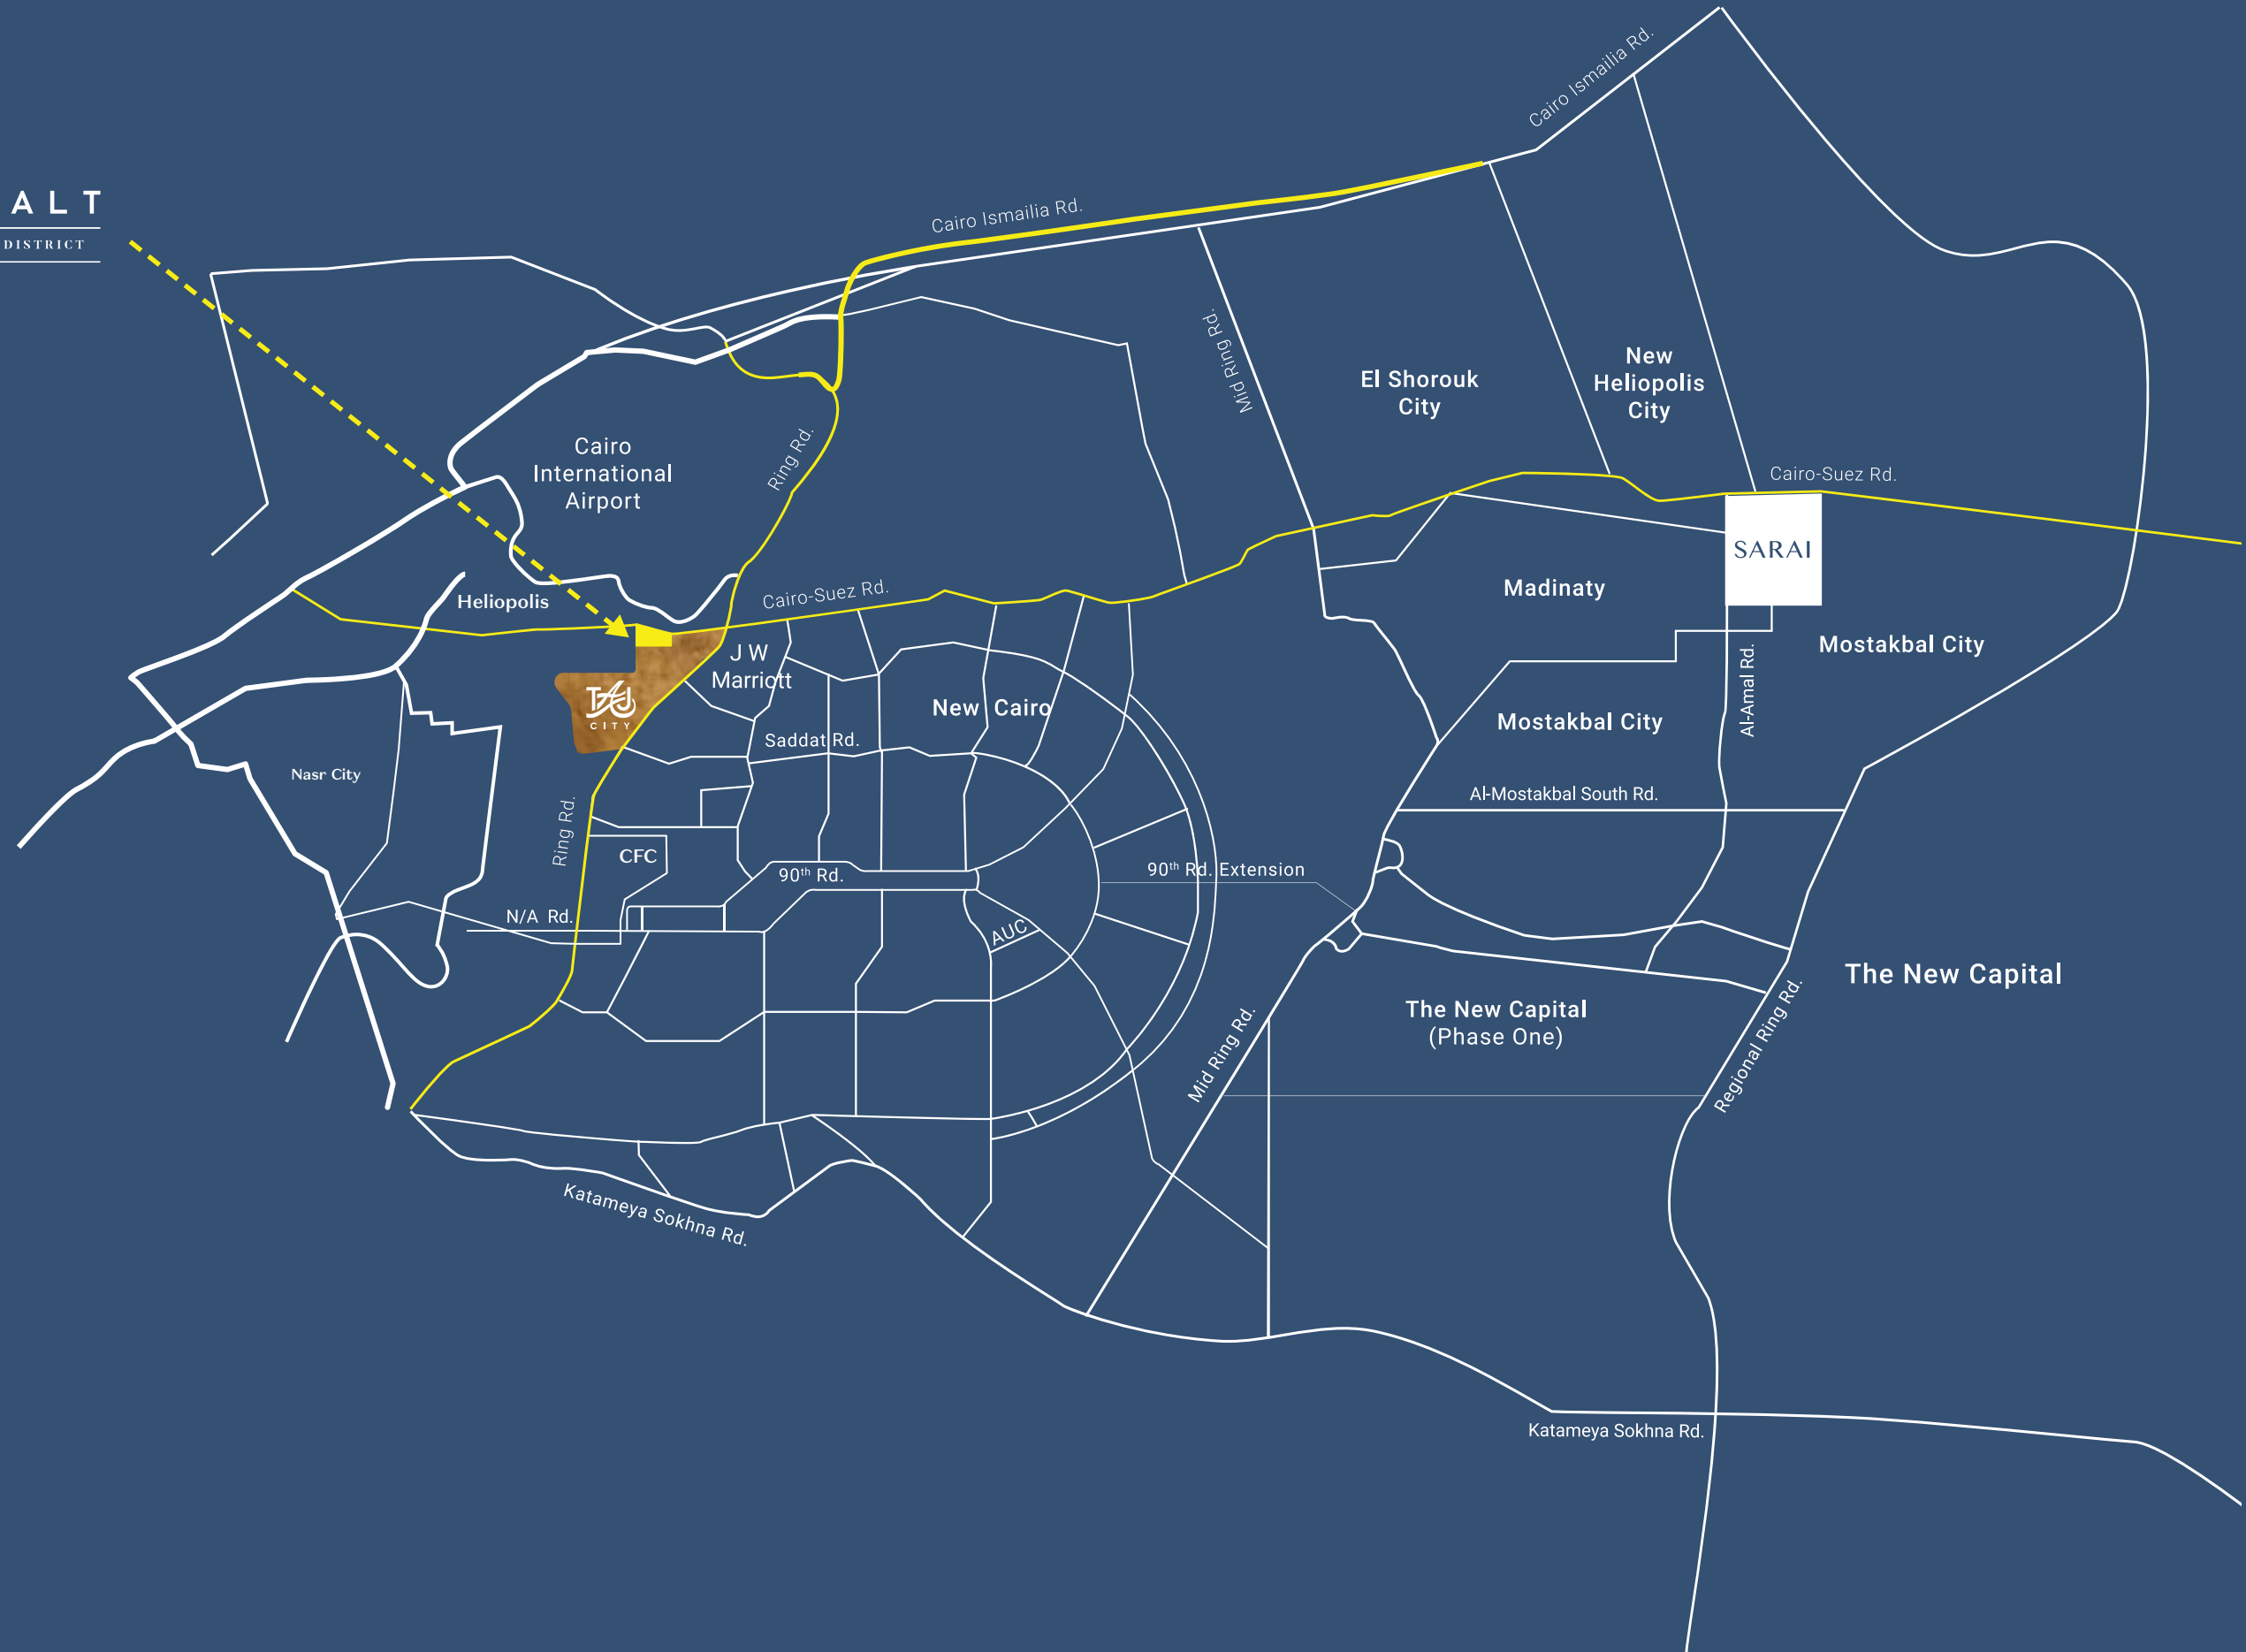 Cairo Ismailia Rd.
ALT
DISTRICT
Cairo Ismailia Rd.
Mid Ring Rd.
El Shorouk
City
New
Heliopolis
City
Cairo
International
Airport
Ring Rd.
Cairo-Suez Rd.
SARAI
Heliopolis
Cairo-Suez Rd.
Madinaty
Mostakbal City
J W
Marriott
TAJ
CITY
New Cairo
Mostakbal City
Al-Amal Rd.
Saddat Rd.
Nasr City
Al-Mostakbal South Rd.
Ring Rd.
CFC
90th Rd.
90th Rd. Extension
N/A Rd.
AUC
The New Capital
The New Capital
(Phase One)
Mid Ring Rd.
Regional Ring Rd.
Katameya Sokhna Rd.
Katameya Sokhna Rd.